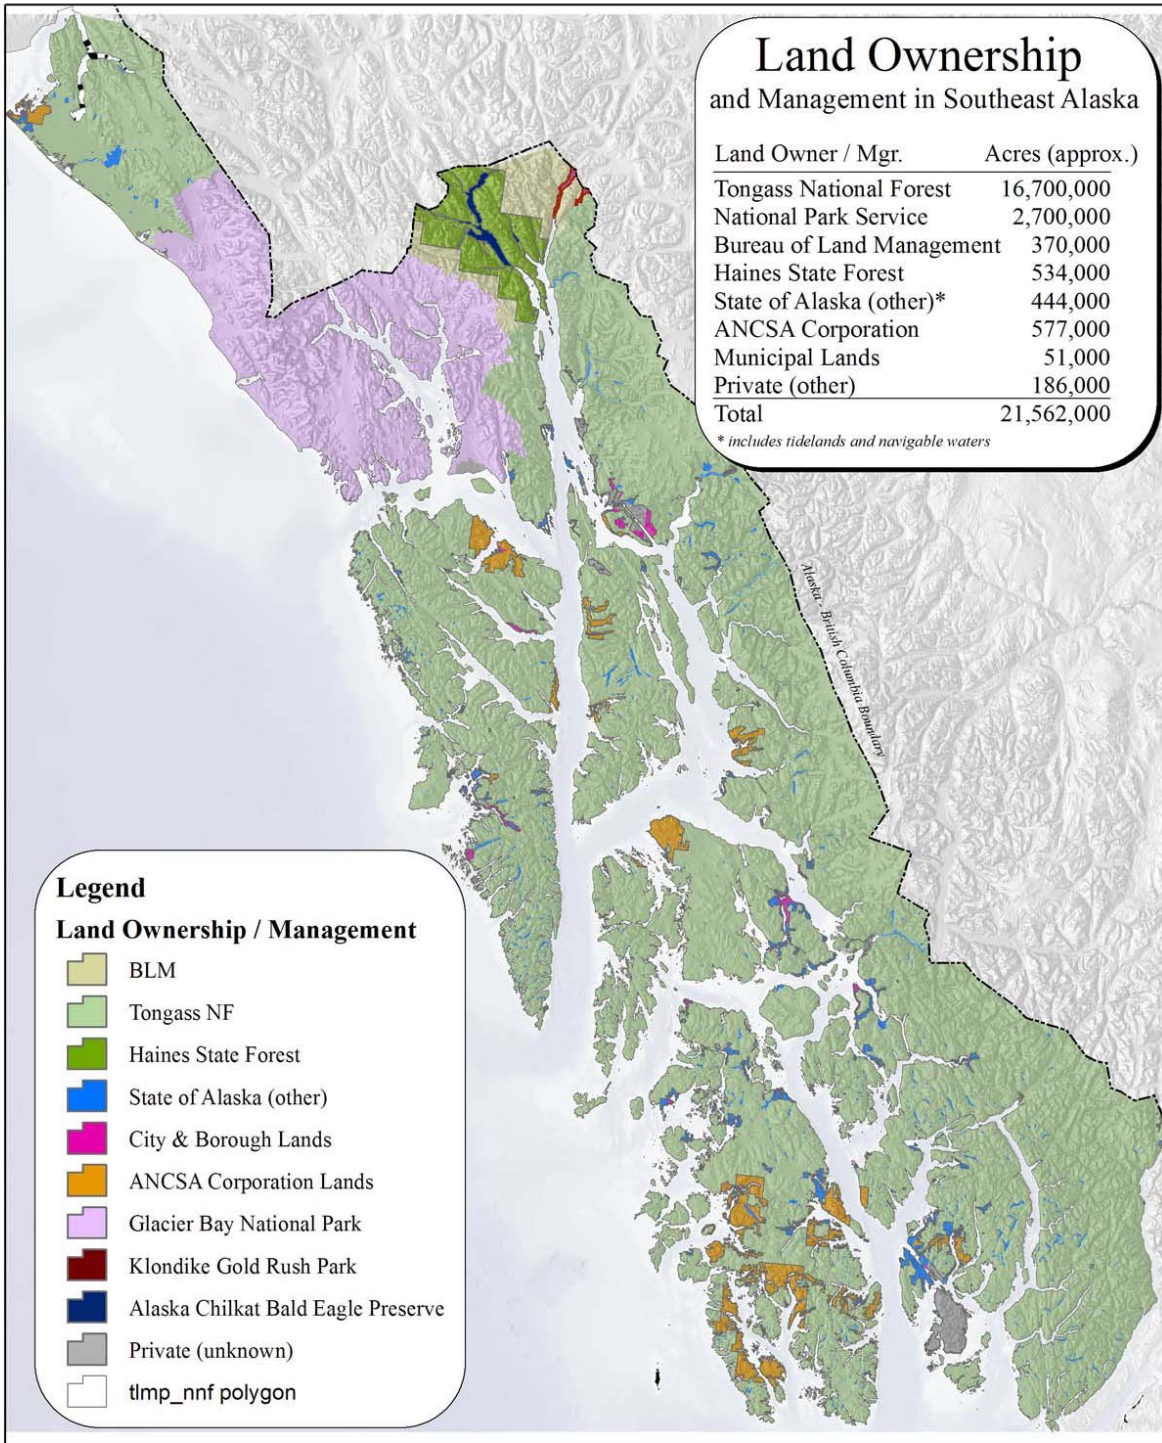 Land Ownership
and Management in Southeast Alaska
Land Owner / Mgr. Acres (approx.)
Tongass National Forest 16,700,000
National Park Service 2,700,000
Bureau of Land Management 370,000
Haines State Forest 534,000
State of Alaska (other)* 444,000
ANCSA Corporation 577,000
Municipal Lands 51,000
Private (other) 186,000
Total 21,562,000
* includes tidelands and navigable waters
Alaska - British Columbia Boundary
Legend
Land Ownership / Management
BLM
Tongass NF
Haines State Forest
State of Alaska (other)
City & Borough Lands
ANCSA Corporation Lands
Glacier Bay National Park
Klondike Gold Rush Park
Alaska Chilkat Bald Eagle Preserve
Private (unknown)
tlmp_nnf polygon